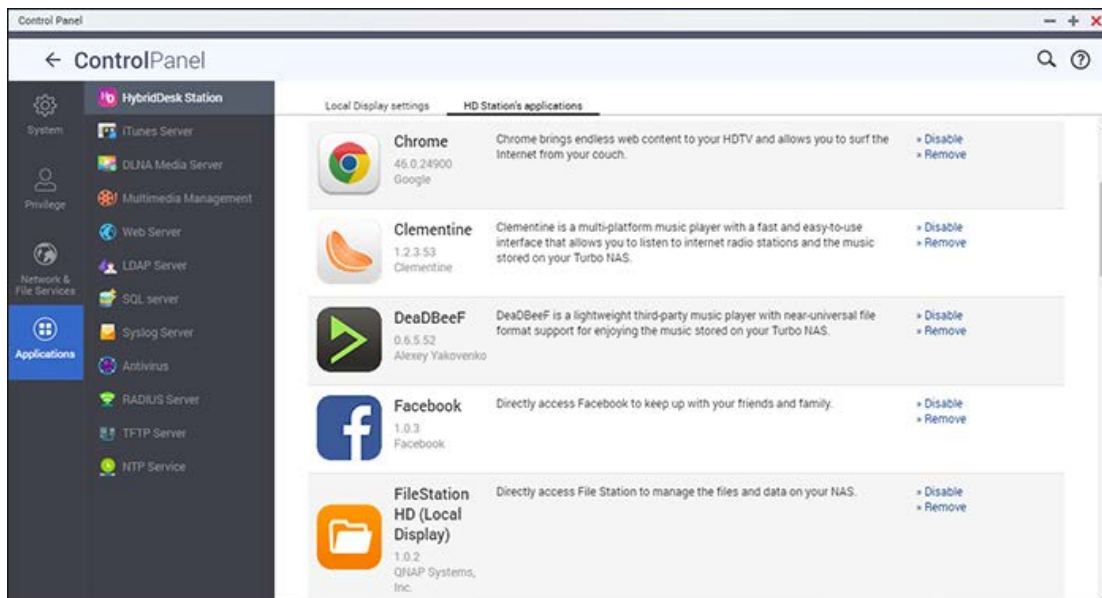 Control Panel
ControlPanel
System
Privilege
Network &
File Services
Applications
HybridDesk Station
iTunes Server
DLNA Media Server
Multimedia Management
Web Server
LDAP Server
SQL server
Syslog Server
Antivirus
RADIUS Server
TFTP Server
NTP Service
Local Display settings
HD Station's applications
Chrome
46.0.24900
Google
Chrome brings endless web content to your HDTV and allows you to surf the
Internet from your couch.
» Disable
» Remove
Clementine
1.2.3.53
Clementine
Clementine is a multi-platform music player with a fast and easy-to-use
interface that allows you to listen to internet radio stations and the music
stored on your Turbo NAS.
» Disable
» Remove
DeaDBeeF
0.6.5.52
Alexey Yakovenko
DeaDBeeF is a lightweight third-party music player with near-universal file
format support for enjoying the music stored on your Turbo NAS.
» Disable
» Remove
Facebook
1.0.3
Facebook
Directly access Facebook to keep up with your friends and family.
» Disable
» Remove
FileStation
HD (Local
Display)
1.0.2
QNAP Systems,
Inc.
Directly access File Station to manage the files and data on your NAS.
» Disable
» Remove